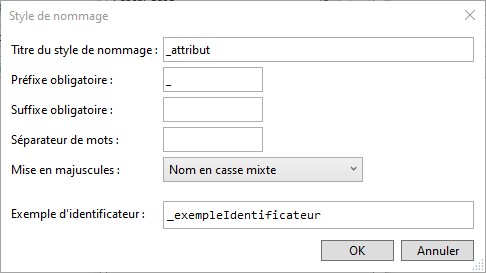 Style de nommage
Titre du style de nommage : _attribut
Préfixe obligatoire : _
Suffixe obligatoire :
Séparateur de mots :
Mise en majuscules : Nom en casse mixte
Exemple d'identificateur : _exempleIdentificateur
OK Annuler